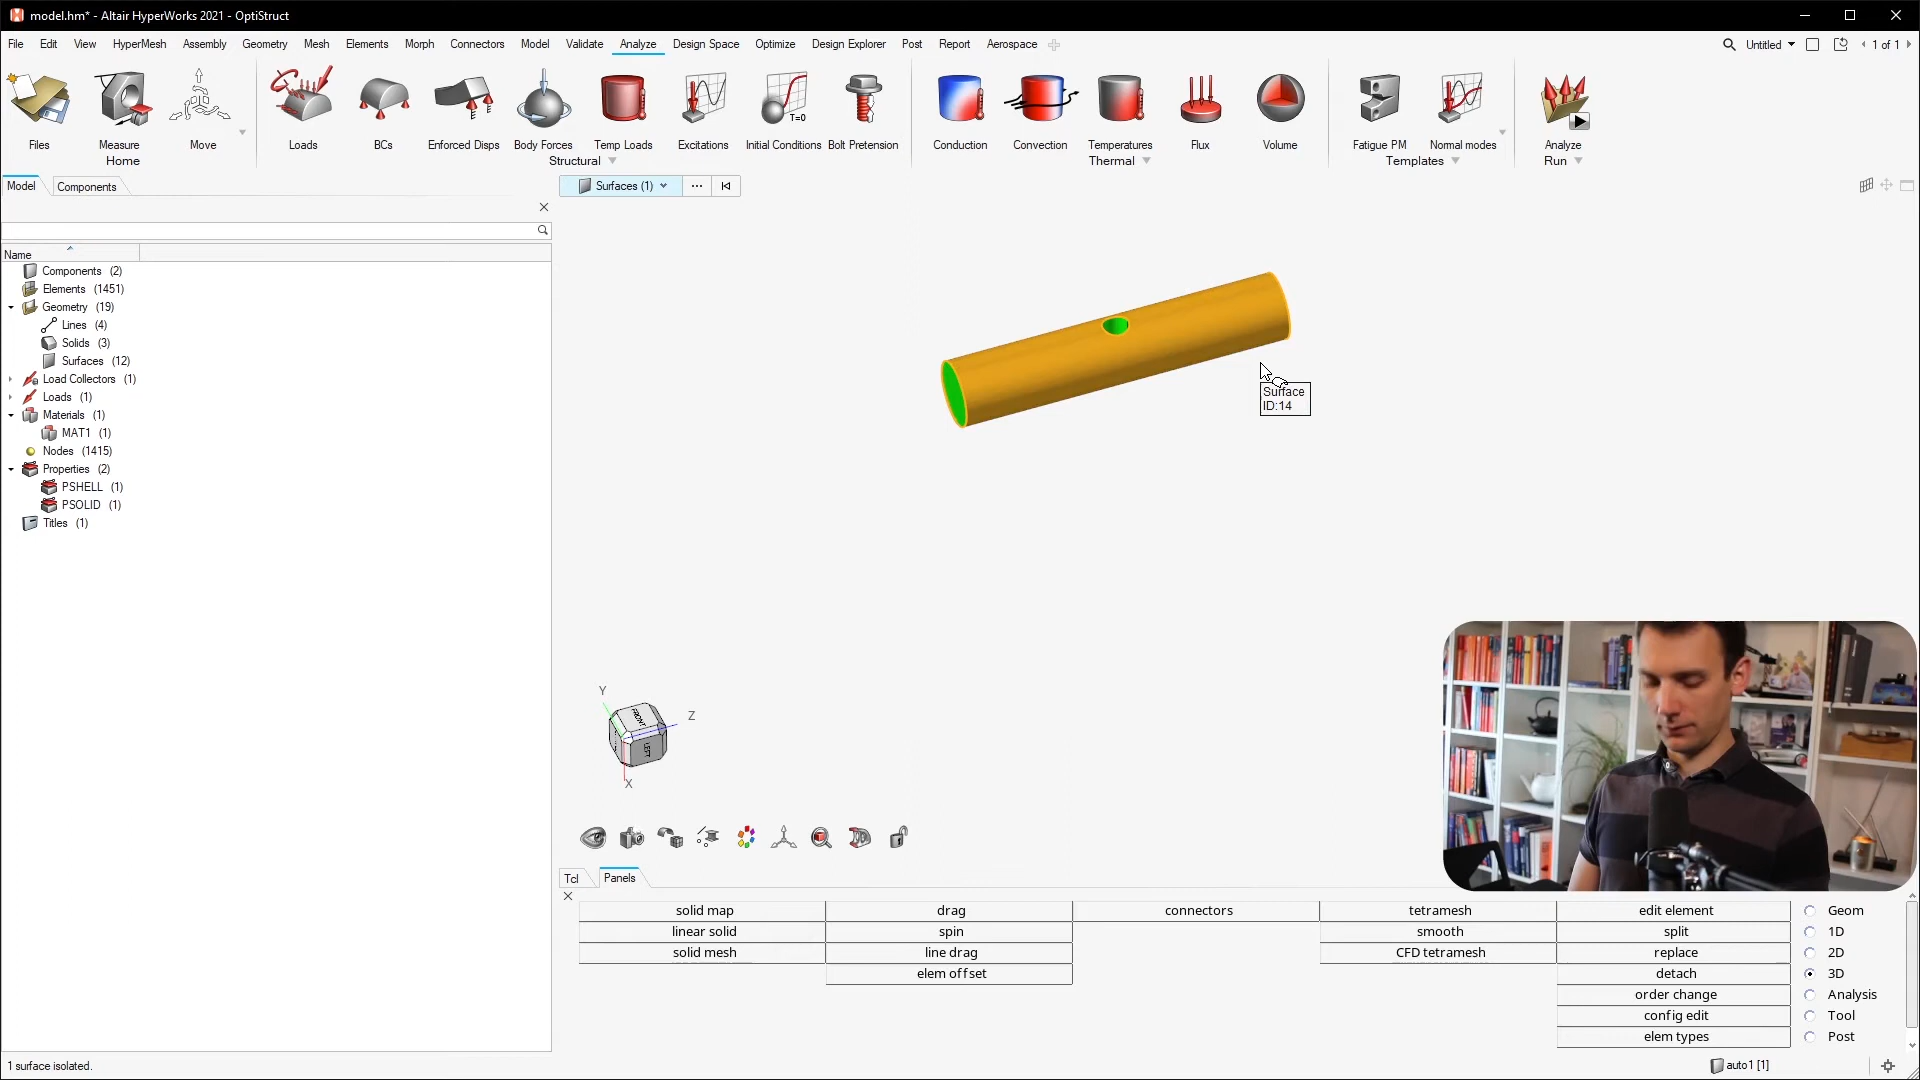 model.hm* - Altair HyperWorks 2021 - OptiStruct
File Edit View HyperMesh Assembly Geometry Mesh Elements Morph Connectors Model Validate Analyze Design Space Optimize Design Explorer Post Report Aerospace Untitled 1 of 1
T=0
Files Measure Move Loads BCs Enforced Disps Body Forces Temp Loads Excitations Initial Conditions Bolt Pretension Conduction Convection Temperatures Flux Volume Fatigue PM Normal modes Analyze
Home Structural Thermal Templates Run
Model Components
Surfaces (1)
Name
Components (2)
Elements (1451)
Geometry (19)
Lines (4)
Solids (3)
Surfaces (12)
Load Collectors (1)
Loads (1)
Materials (1)
MAT1 (1)
Nodes (1415)
Properties (2)
PSHELL (1)
PSOLID (1)
Titles (1)
Surface
ID:14
Y
Z
X
FRONT
LEFT
Tcl Panels
solid map drag connectors tetramesh edit element Geom
linear solid spin smooth split 1D
solid mesh line drag CFD tetramesh replace 2D
elem offset detach 3D
order change Analysis
config edit Tool
elem types Post
1 surface isolated.
auto1 [1]